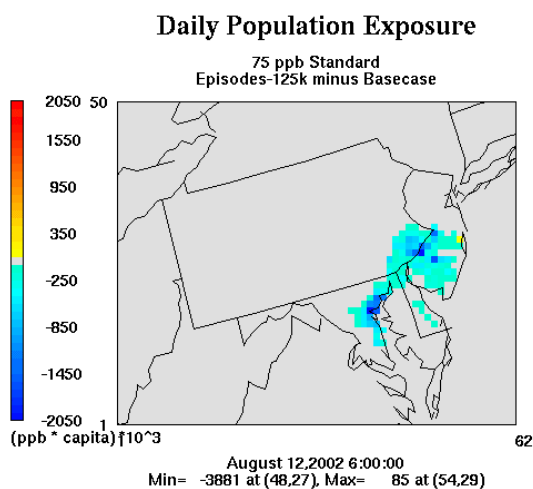 Daily Population Exposure
75 ppb Standard
Episodes-125k minus Basecase
2050
1550
950
350
-250
-850
-1450
-2050
(ppb * capita)*10^3
50
1
62
August 12,2002 6:00:00
Min= -3881 at (48,27), Max= 85 at (54,29)